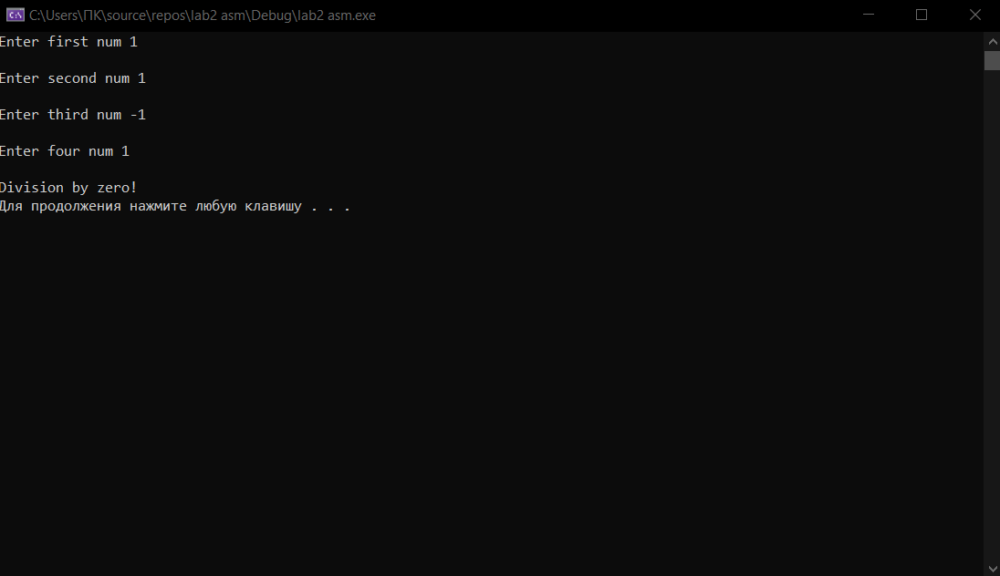 C:\Users\ПК\source\repos\lab2 asm\Debug\lab2 asm.exe
Enter first num 1
Enter second num 1
Enter third num -1
Enter four num 1
Division by zero!
Для продолжения нажмите любую клавишу . . .